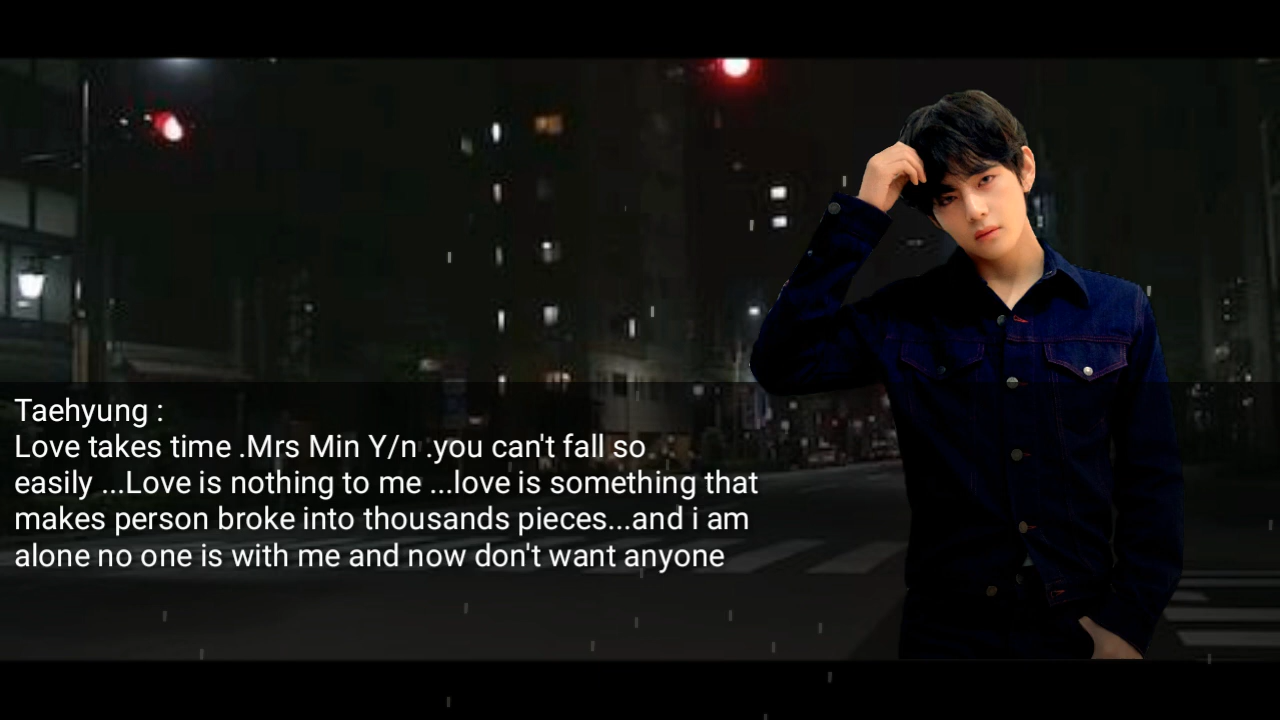 Taehyung :
Love takes time .Mrs Min Y/n .you can't fall so
easily ...Love is nothing to me ...love is something that
makes person broke into thousands pieces...and i am
alone no one is with me and now don't want anyone